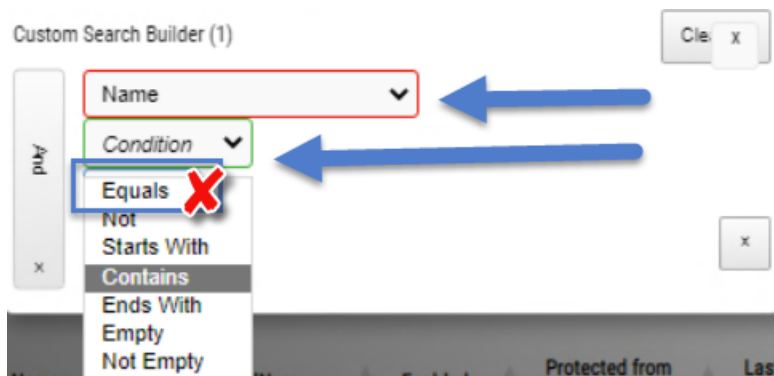 Custom Search Builder (1)
x
Name
Condition
And
Equals
Not
Starts With
x
x
Contains
Ends With
Empty
Not Empty
Protected from